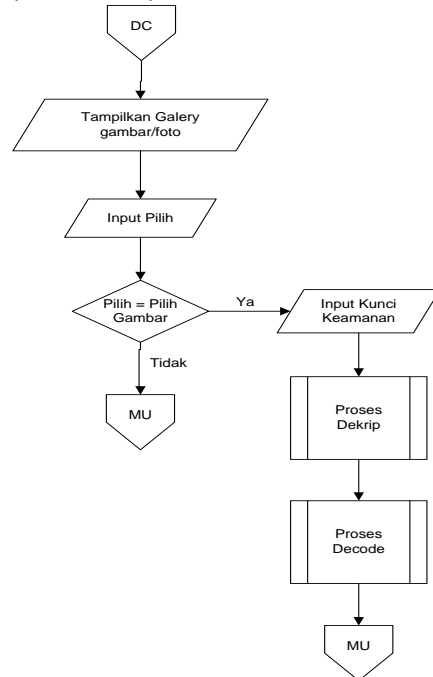 DC
Tampilkan Galery
gambar/foto
Input Pilih
Pilih = Pilih
Gambar
Ya
Input Kunci
Keamanan
Tidak
MU
Proses
Dekrip
Proses
Decode
MU